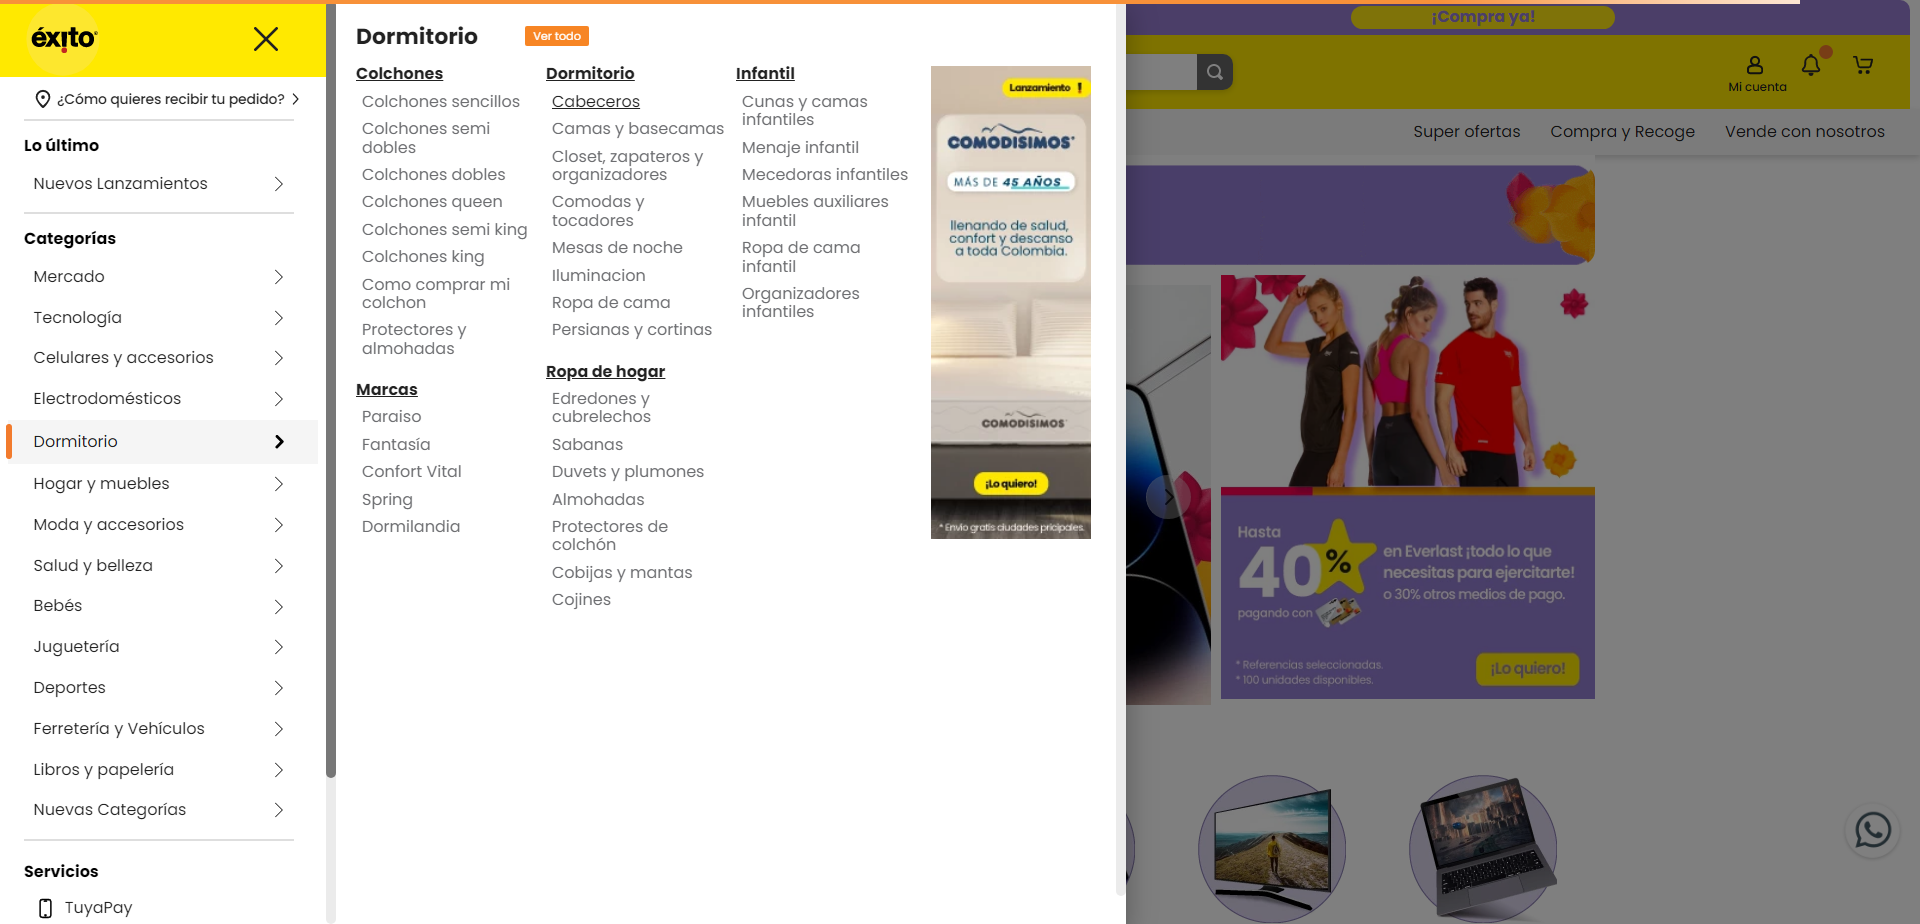 éxito
¿Cómo quieres recibir tu pedido?
Lo último
Nuevos Lanzamientos
Categorías
Mercado
Tecnología
Celulares y accesorios
Electrodomésticos
Dormitorio
Hogar y muebles
Moda y accesorios
Salud y belleza
Bebés
Juguetería
Deportes
Ferretería y Vehículos
Libros y papelería
Nuevas Categorías
Servicios
TuyaPay
Dormitorio
Ver todo
Colchones
Colchones sencillos
Colchones semi
dobles
Colchones dobles
Colchones queen
Colchones semi king
Colchones king
Como comprar mi
colchon
Protectores y
almohadas
Marcas
Paraiso
Fantasía
Confort Vital
Spring
Dormilandia
Dormitorio
Cabeceros
Camas y basecamas
Closet, zapateros y
organizadores
Comodas y
tocadores
Mesas de noche
Iluminacion
Ropa de cama
Persianas y cortinas
Ropa de hogar
Edredones y
cubrelechos
Sabanas
Duvets y plumones
Almohadas
Protectores de
colchón
Cobijas y mantas
Cojines
Infantil
Cunas y camas
infantiles
Menaje infantil
Mecedoras infantiles
Muebles auxiliares
infantil
Ropa de cama
infantil
Organizadores
infantiles
Lanzamiento !
COMODISIMOS
MÁS DE 45 AÑOS
llenando de salud,
confort y descanso
a toda Colombia.
COMODISIMOS
¡Lo quiero!
* Envio gratis ciudades pricipales.
¡Compra ya!
Mi cuenta
Super ofertas
Compra y Recoge
Vende con nosotros
Hasta
40%
en Everlast ¡todo lo que
necesitas para ejercitarte!
o 30% otros medios de pago.
pagando con
* Referencias seleccionadas.
* 100 unidades disponibles.
¡Lo quiero!